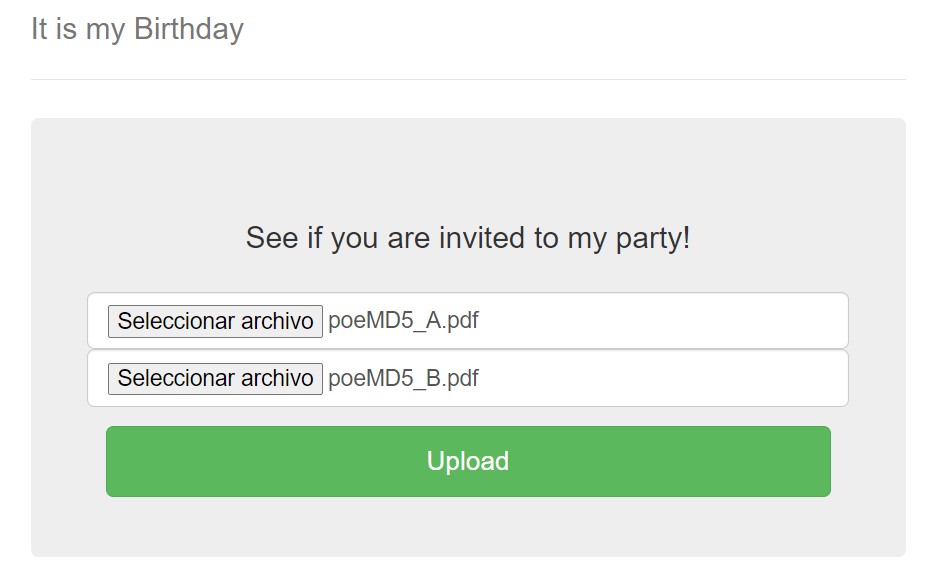 It is my Birthday
See if you are invited to my party!
Seleccionar archivo poeMD5_A.pdf
Seleccionar archivo poeMD5_B.pdf
Upload